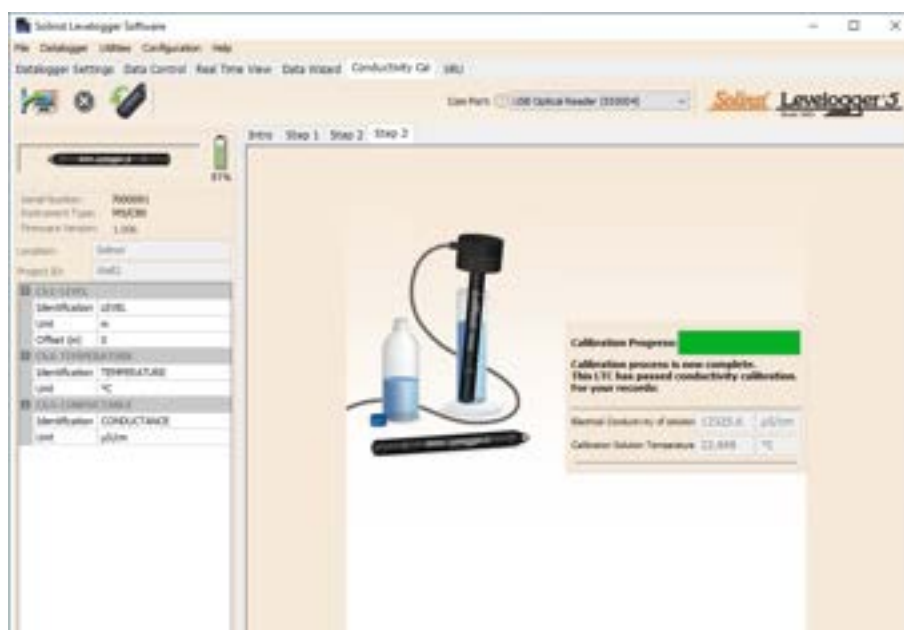 Solinst Levelogger Software
File Datalogger Utilities Configuration Help
Datalogger Settings Data Control Real Time View Data Wizard Conductivity Cal
Com Port: USB Optical Reader
Solinst Levelogger 5
Intro Step 1 Step 2 Step 3
Serial Number:
Instrument Type:
Firmware Version:
Location: Solinst
Project ID:
Ch1: LEVEL
Identification LEVEL
Unit m
Offset (m) 0
TEMPERATURE
Identification TEMPERATURE
Unit °C
CONDUCTANCE
Identification CONDUCTANCE
Unit µS/cm
Calibration Progress:
Calibration process is now complete.
This LTC has passed conductivity calibration.
For your records:
Electrical Conductivity of solution µS/cm
Calibration Solution Temperature °C